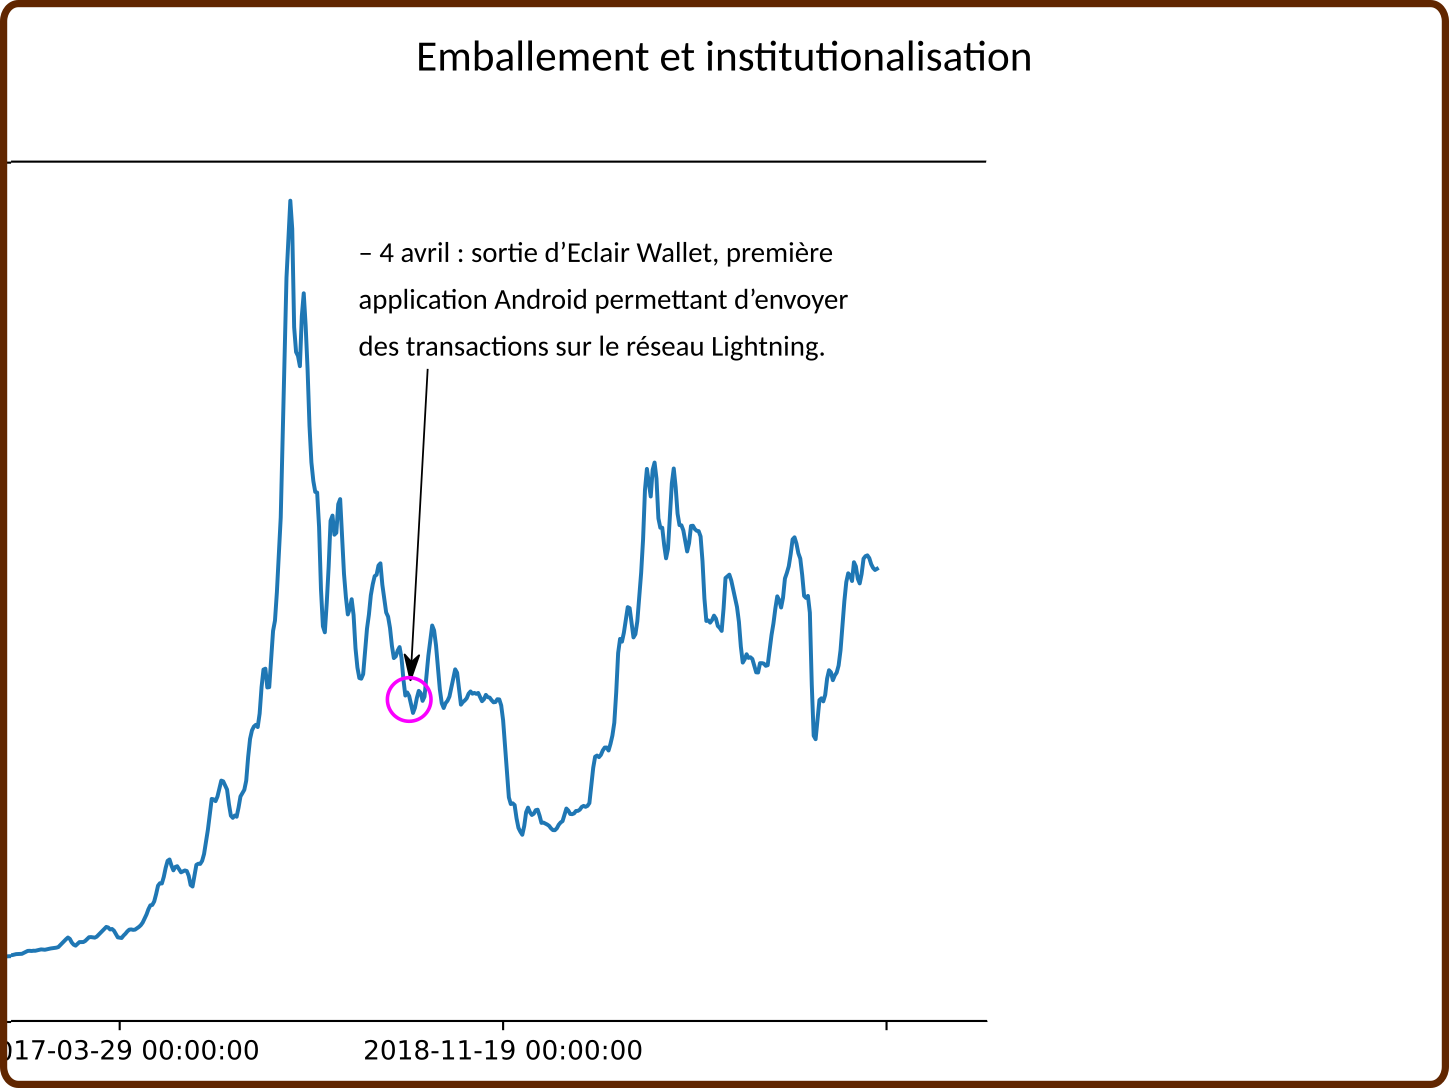 Emballement et institutionalisation
– 4 avril : sortie d’Eclair Wallet, première
application Android permettant d’envoyer
des transactions sur le réseau Lightning.
017-03-29 00:00:00 2018-11-19 00:00:00